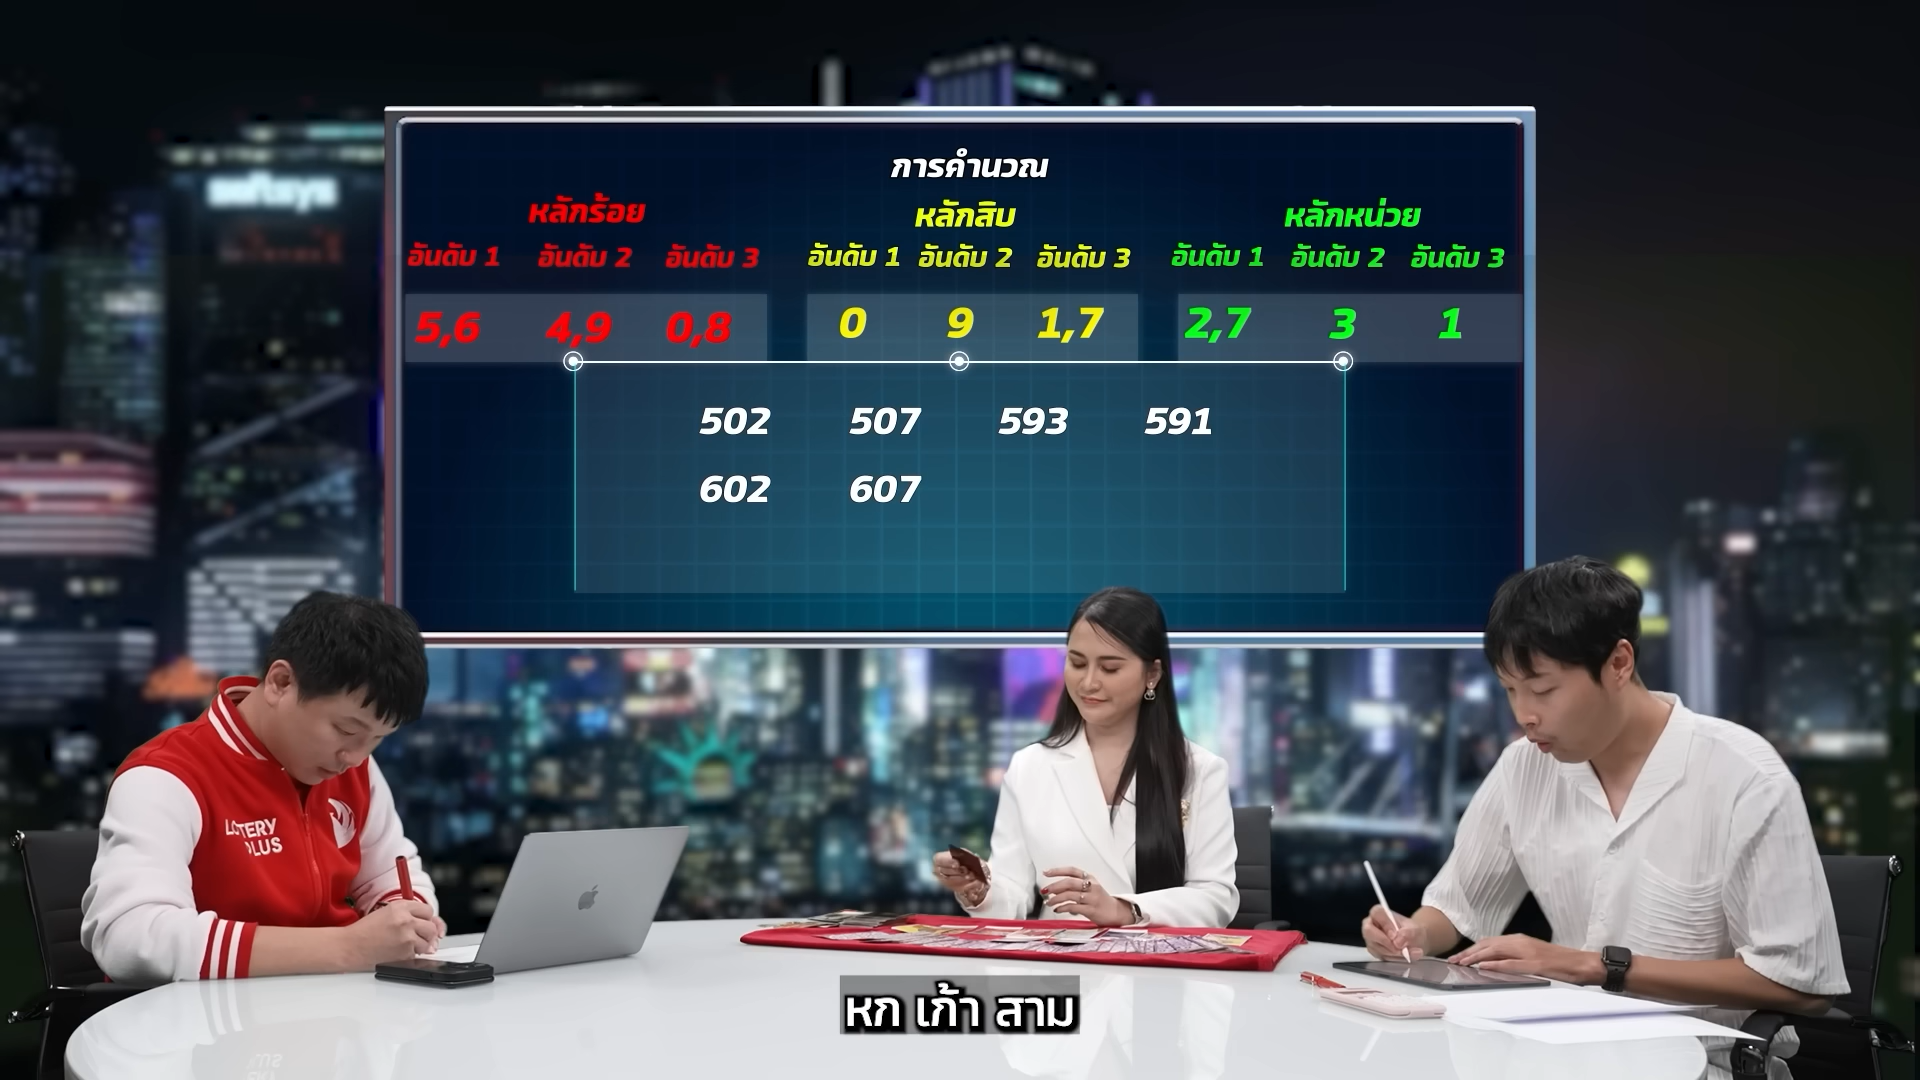 softsys
การคำนวณ
หลักร้อย หลักสิบ หลักหน่วย
อันดับ 1 อันดับ 2 อันดับ 3 อันดับ 1 อันดับ 2 อันดับ 3 อันดับ 1 อันดับ 2 อันดับ 3
5,6 4,9 0,8 0 9 1,7 2,7 3 1
502 507 593 591
602 607
LOTERY
PLUS
หก เก้า สาม